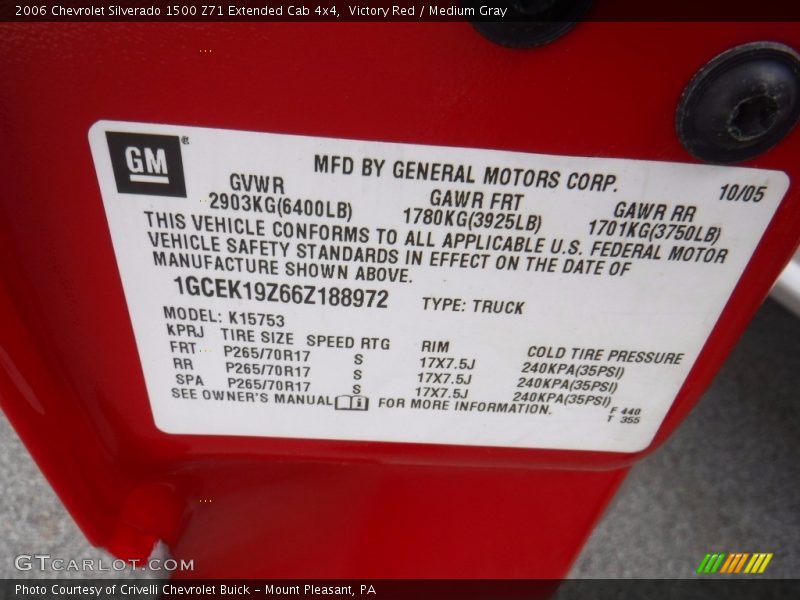 2006 Chevrolet Silverado 1500 Z71 Extended Cab 4x4, Victory Red / Medium Gray
GM ®
MFD BY GENERAL MOTORS CORP. 10/05
GVWR GAWR FRT GAWR RR
2903KG(6400LB) 1780KG(3925LB) 1701KG(3750LB)
THIS VEHICLE CONFORMS TO ALL APPLICABLE U.S. FEDERAL MOTOR
VEHICLE SAFETY STANDARDS IN EFFECT ON THE DATE OF
MANUFACTURE SHOWN ABOVE.
1GCEK19Z66Z188972 TYPE: TRUCK
MODEL: K15753
KPRJ TIRE SIZE SPEED RTG RIM COLD TIRE PRESSURE
FRT P265/70R17 S 17X7.5J 240KPA(35PSI)
RR P265/70R17 S 17X7.5J 240KPA(35PSI)
SPA P265/70R17 S 17X7.5J 240KPA(35PSI)
SEE OWNER'S MANUAL FOR MORE INFORMATION.
F 440
T 355
GTCARLOT.COM
Photo Courtesy of Crivelli Chevrolet Buick - Mount Pleasant, PA